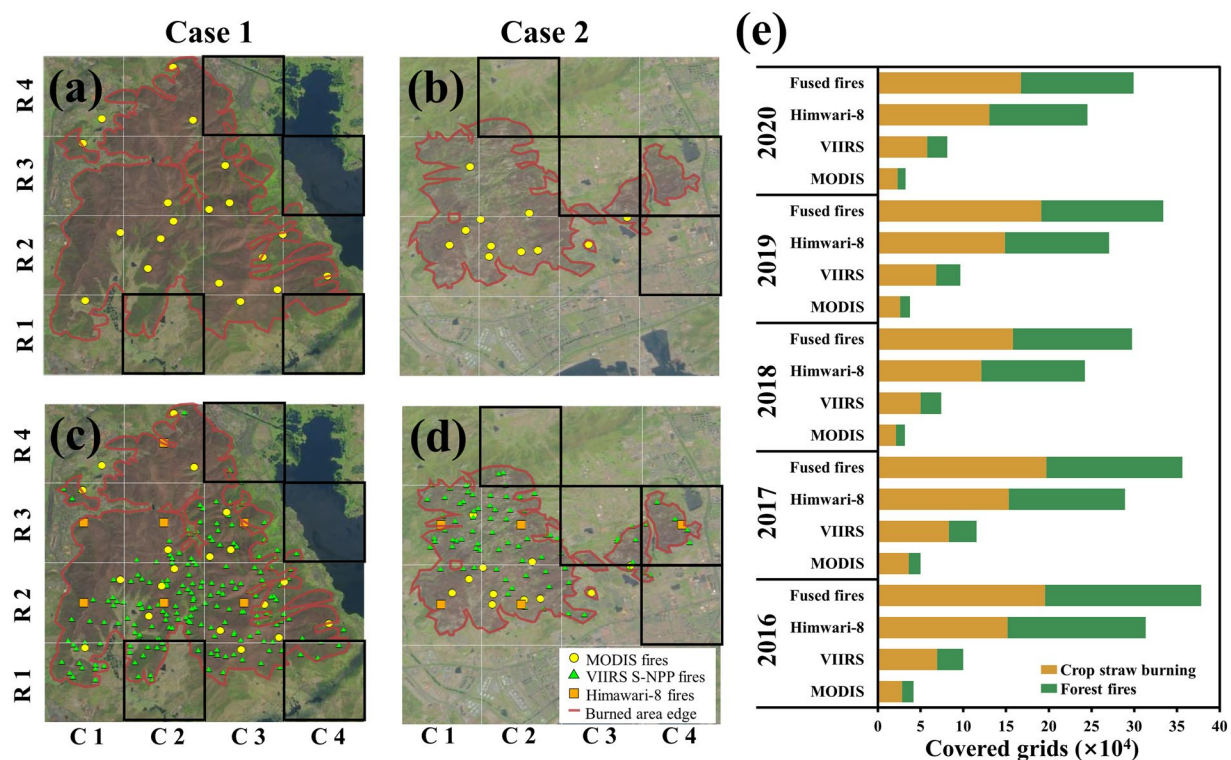 Case 1
Case 2
(e)
(a)
(b)
R 4
R 3
R 2
R 1
(c)
(d)
R 4
R 3
R 2
R 1
MODIS fires
VIIRS S-NPP fires
Himawari-8 fires
Burned area edge
C 1
C 2
C 3
C 4
C 1
C 2
C 3
C 4
2020
Fused fires
Himwari-8
VIIRS
MODIS
2019
Fused fires
Himwari-8
VIIRS
MODIS
2018
Fused fires
Himwari-8
VIIRS
MODIS
2017
Fused fires
Himwari-8
VIIRS
MODIS
2016
Fused fires
Himwari-8
VIIRS
MODIS
Crop straw burning
Forest fires
0 5 10 15 20 25 30 35 40
Covered grids (×10⁴)